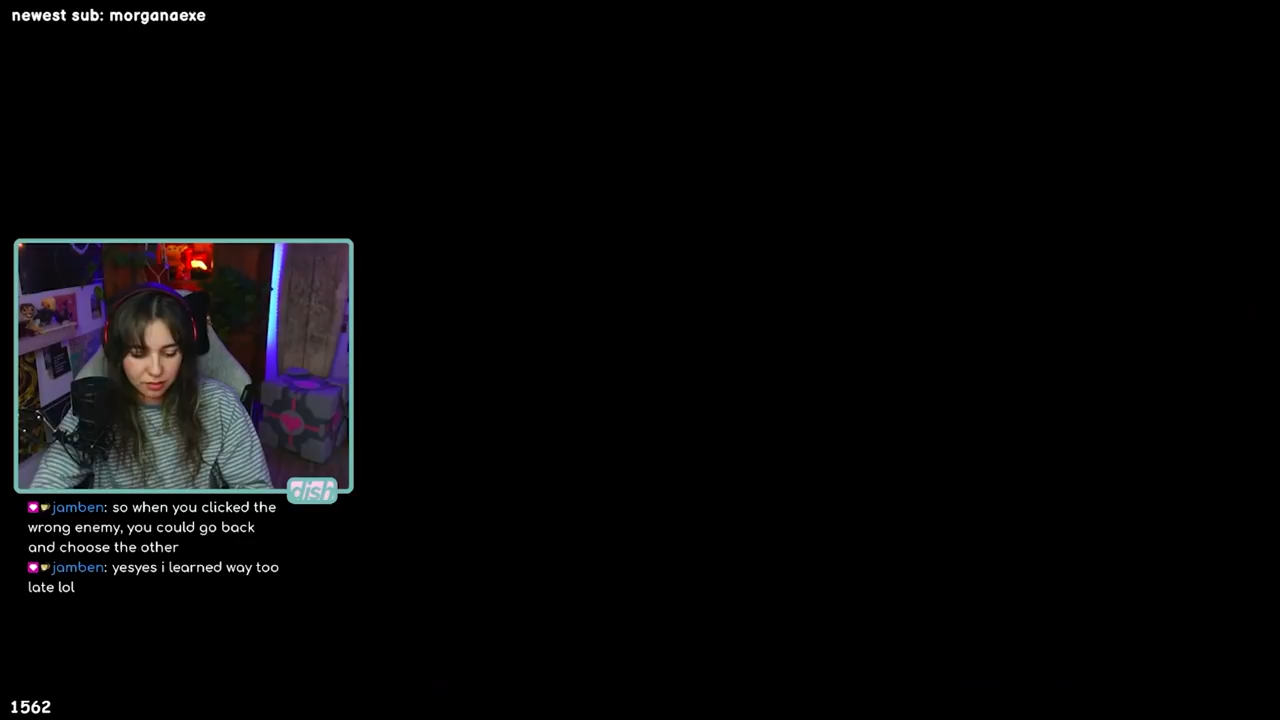 newest sub: morganaexe
dish
jamben: so when you clicked the
wrong enemy, you could go back
and choose the other
jamben: yesyes i learned way too
late lol
1562